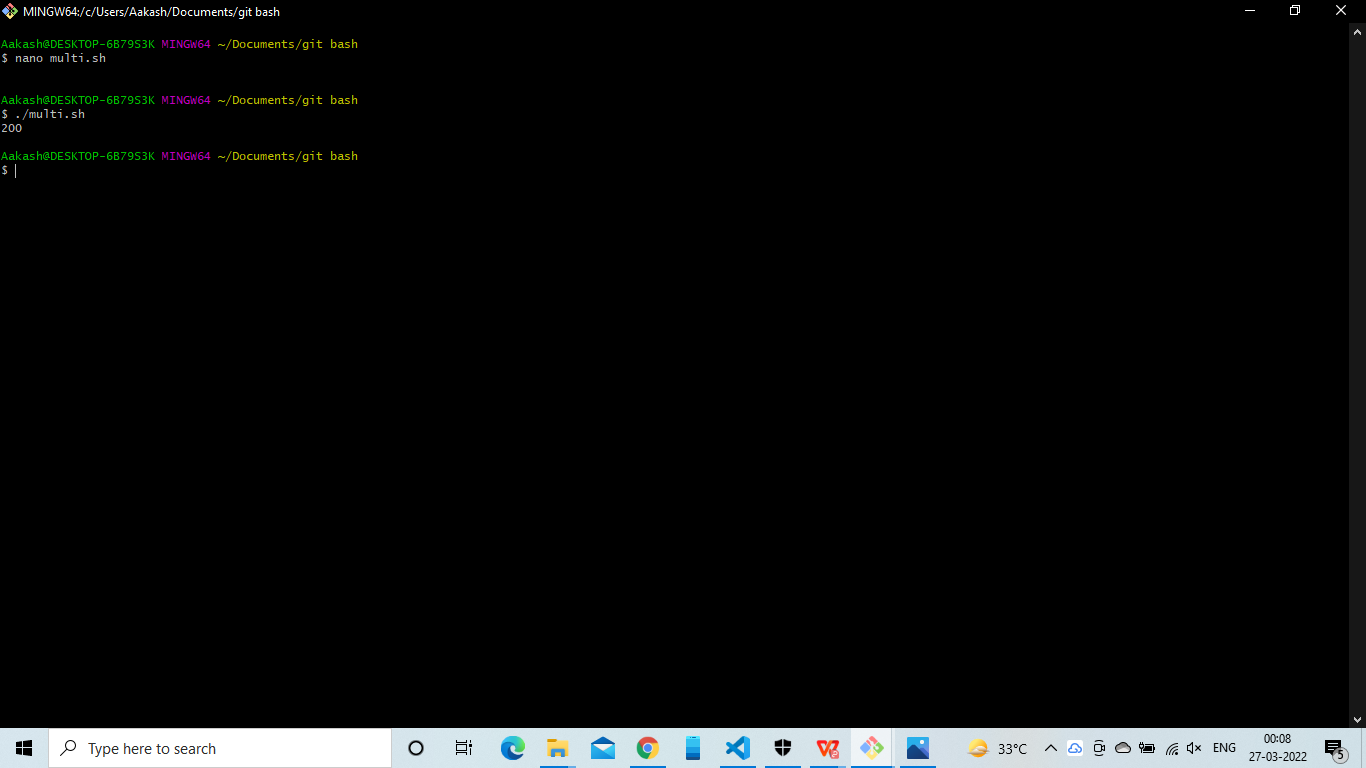 MINGW64:/c/Users/Aakash/Documents/git bash
Aakash@DESKTOP-6B79S3K MINGW64 ~/Documents/git bash
$ nano multi.sh
Aakash@DESKTOP-6B79S3K MINGW64 ~/Documents/git bash
$ ./multi.sh
200
Aakash@DESKTOP-6B79S3K MINGW64 ~/Documents/git bash
$
Type here to search
33°C
ENG
00:08
27-03-2022
5